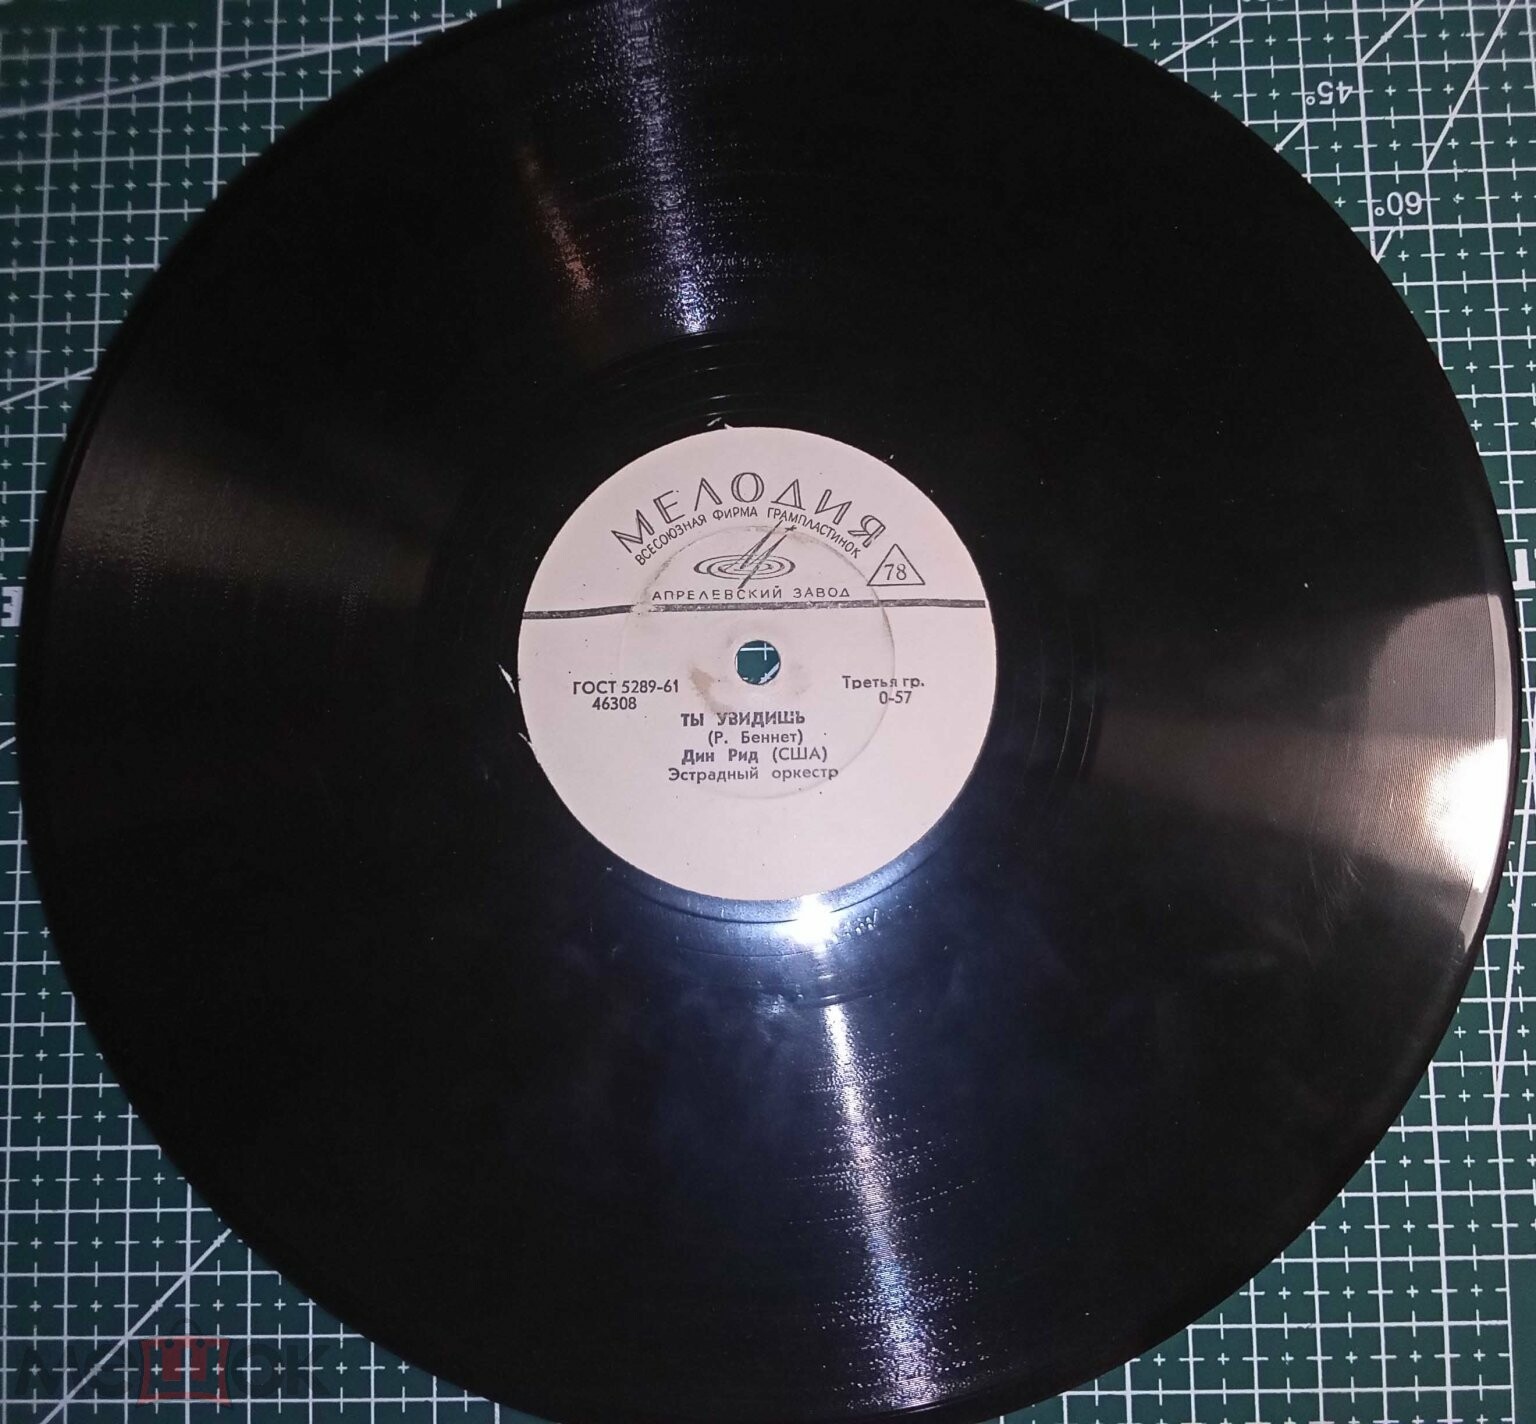 МЕЛОДИЯ
ВСЕСОЮЗНАЯ ФИРМА ГРАМПЛАСТИНОК
78
АПРЕЛЕВСКИЙ ЗАВОД
ГОСТ 5289-61
46308
Третья гр.
0-57
ТЫ УВИДИШЬ
(Р. Беннет)
Дин Рид (США)
Эстрадный оркестр
45°
60°